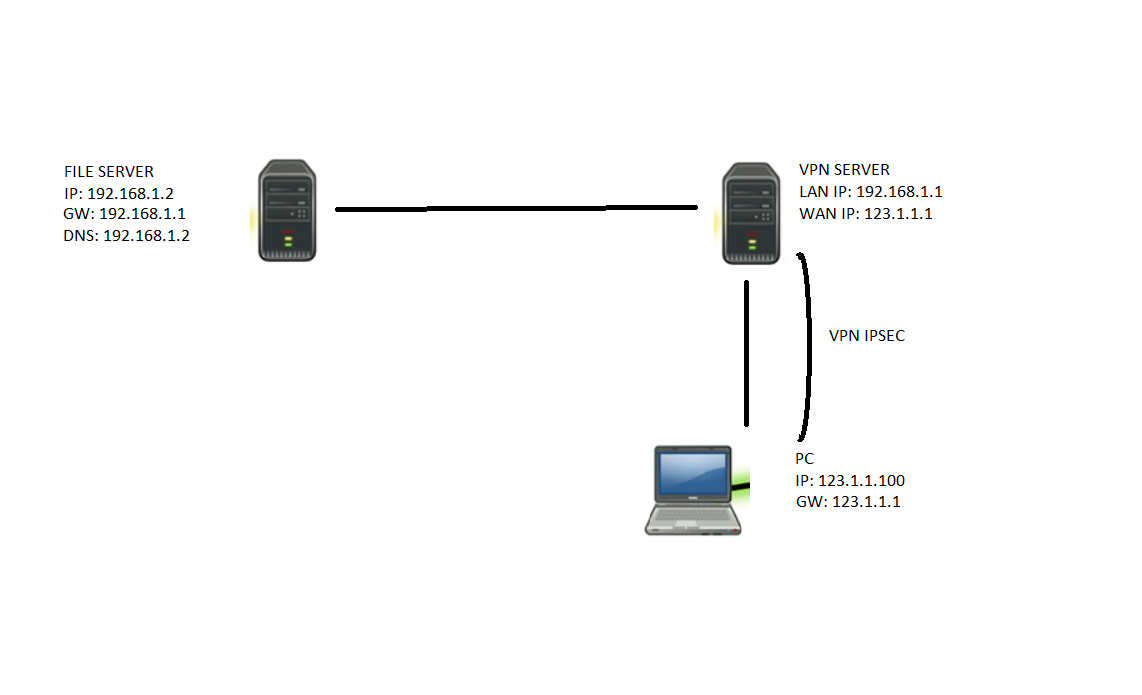 FILE SERVER
IP: 192.168.1.2
GW: 192.168.1.1
DNS: 192.168.1.2
VPN SERVER
LAN IP: 192.168.1.1
WAN IP: 123.1.1.1
VPN IPSEC
PC
IP: 123.1.1.100
GW: 123.1.1.1